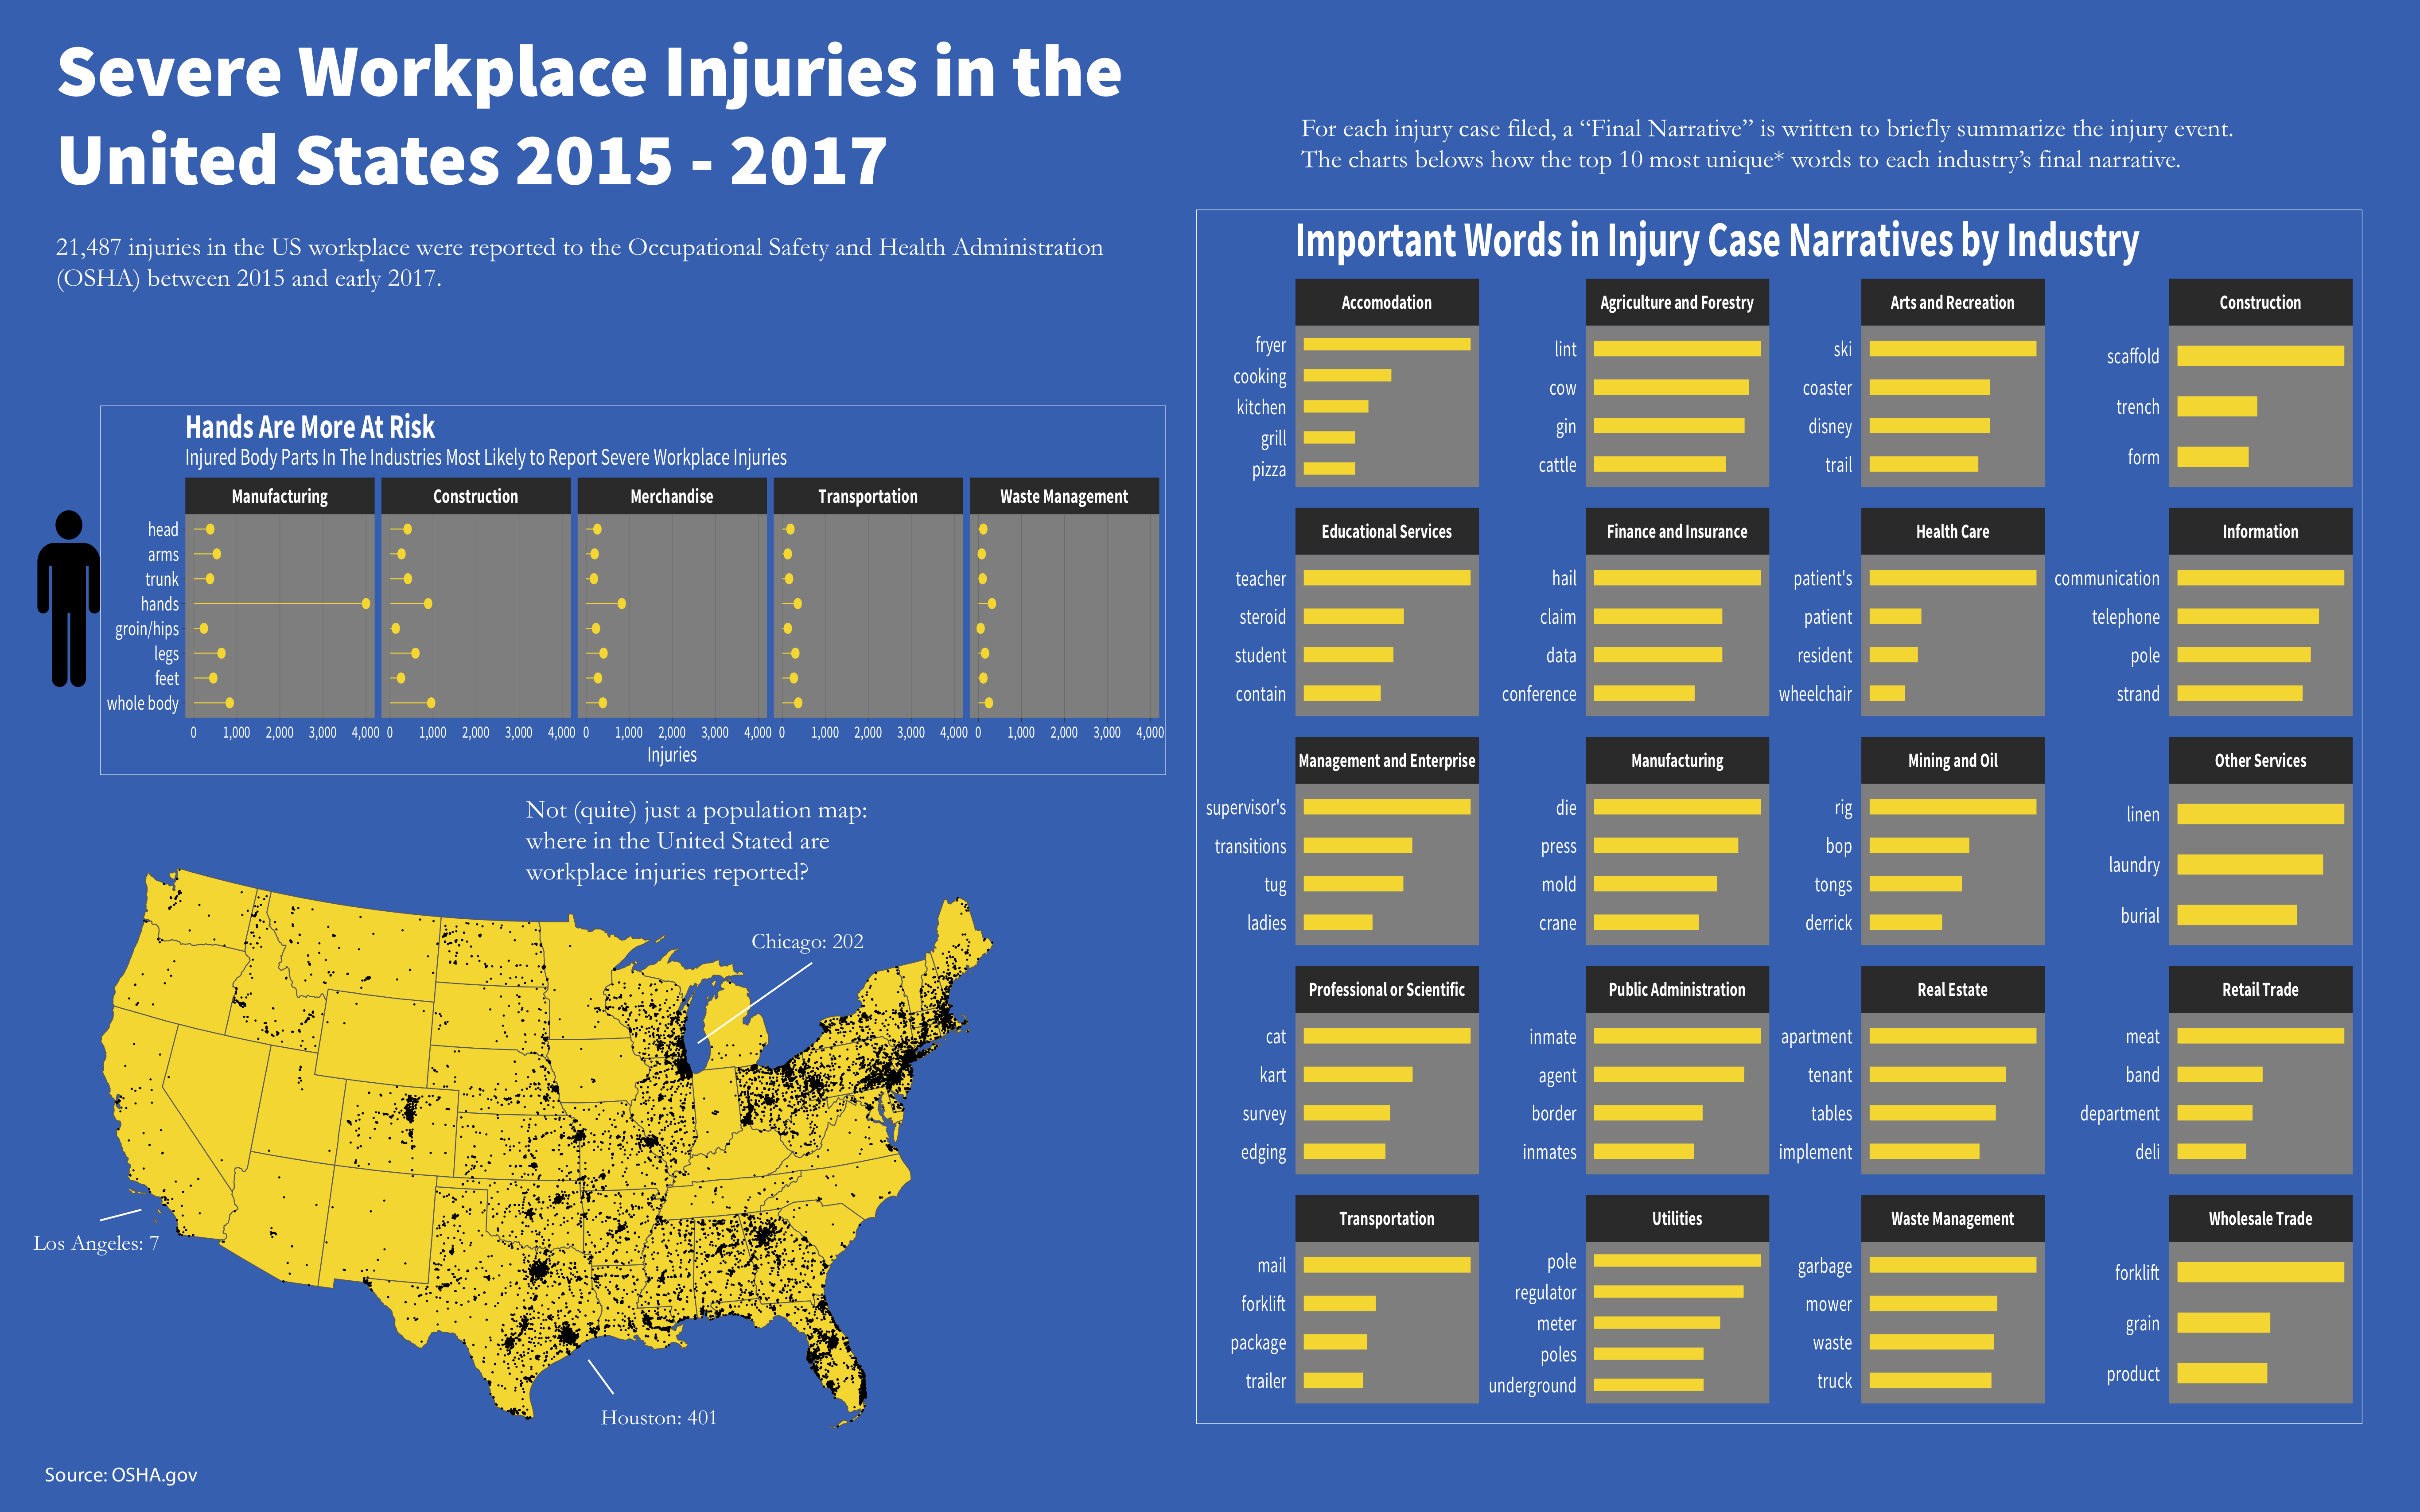 Severe Workplace Injuries in the
United States 2015 - 2017
21,487 injuries in the US workplace were reported to the Occupational Safety and Health Administration
(OSHA) between 2015 and early 2017.
Hands Are More At Risk
Injured Body Parts In The Industries Most Likely to Report Severe Workplace Injuries
Manufacturing Construction Merchandise Transportation Waste Management
head
arms
trunk
hands
groin/hips
legs
feet
whole body
0 1,000 2,000 3,000 4,000 0 1,000 2,000 3,000 4,000 0 1,000 2,000 3,000 4,000 0 1,000 2,000 3,000 4,000 0 1,000 2,000 3,000 4,000
Injuries
Not (quite) just a population map:
where in the United Stated are
workplace injuries reported?
Chicago: 202
Los Angeles: 7
Houston: 401
Source: OSHA.gov
For each injury case filed, a “Final Narrative” is written to briefly summarize the injury event.
The charts belows how the top 10 most unique* words to each industry’s final narrative.
Important Words in Injury Case Narratives by Industry
Accomodation
fryer
cooking
kitchen
grill
pizza
Agriculture and Forestry
lint
cow
gin
cattle
Arts and Recreation
ski
coaster
disney
trail
Construction
scaffold
trench
form
Educational Services
teacher
steroid
student
contain
Finance and Insurance
hail
claim
data
conference
Health Care
patient's
patient
resident
wheelchair
Information
communication
telephone
pole
strand
Management and Enterprise
supervisor's
transitions
tug
ladies
Manufacturing
die
press
mold
crane
Mining and Oil
rig
bop
tongs
derrick
Other Services
linen
laundry
burial
Professional or Scientific
cat
kart
survey
edging
Public Administration
inmate
agent
border
inmates
Real Estate
apartment
tenant
tables
implement
Retail Trade
meat
band
department
deli
Transportation
mail
forklift
package
trailer
Utilities
pole
regulator
meter
poles
underground
Waste Management
garbage
mower
waste
truck
Wholesale Trade
forklift
grain
product